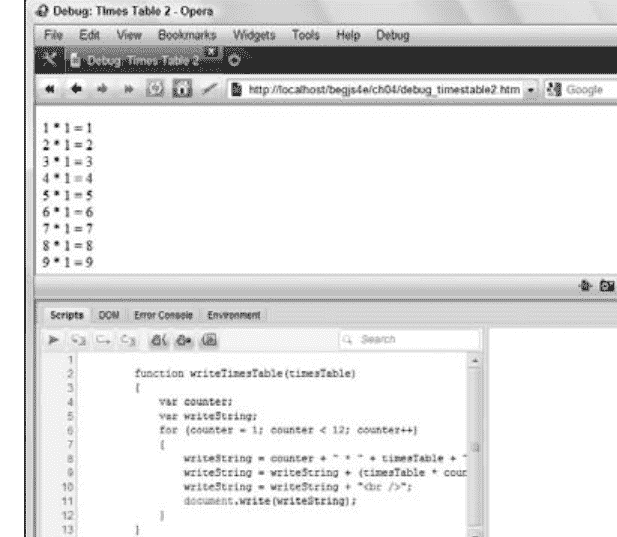 Debug: Times Table 2 - Opera
File Edit View Bookmarks Widgets Tools Help Debug
Debug: Times Table 2
http://localhost/begjs4e/ch04/debug_timestable2.htm Google
1 * 1 = 1
2 * 1 = 2
3 * 1 = 3
4 * 1 = 4
5 * 1 = 5
6 * 1 = 6
7 * 1 = 7
8 * 1 = 8
9 * 1 = 9
Scripts DOM Error Console Environment
Search
1
2 function writeTimesTable(timesTable)
3 {
4 var counter;
5 var writeString;
6 for (counter = 1; counter < 12; counter++)
7 {
8 writeString = counter + " * " + timesTable + "
9 writeString = writeString + (timesTable * coun
10 writeString = writeString + "<br />";
11 document.write(writeString);
12 }
13 }